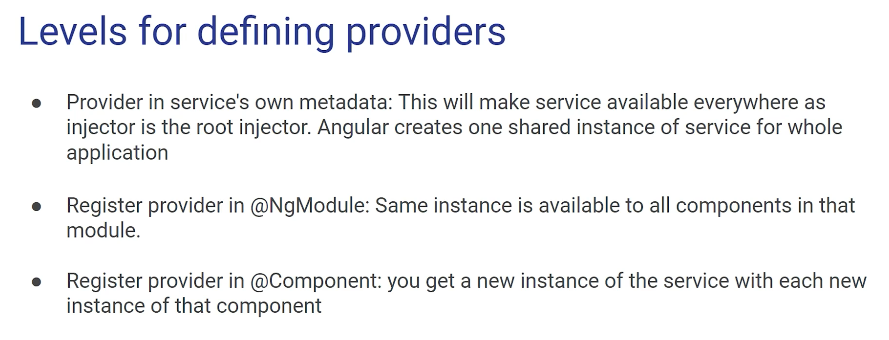 Levels for defining providers
● Provider in service's own metadata: This will make service available everywhere as
injector is the root injector. Angular creates one shared instance of service for whole
application
● Register provider in @NgModule: Same instance is available to all components in that
module.
● Register provider in @Component: you get a new instance of the service with each new
instance of that component